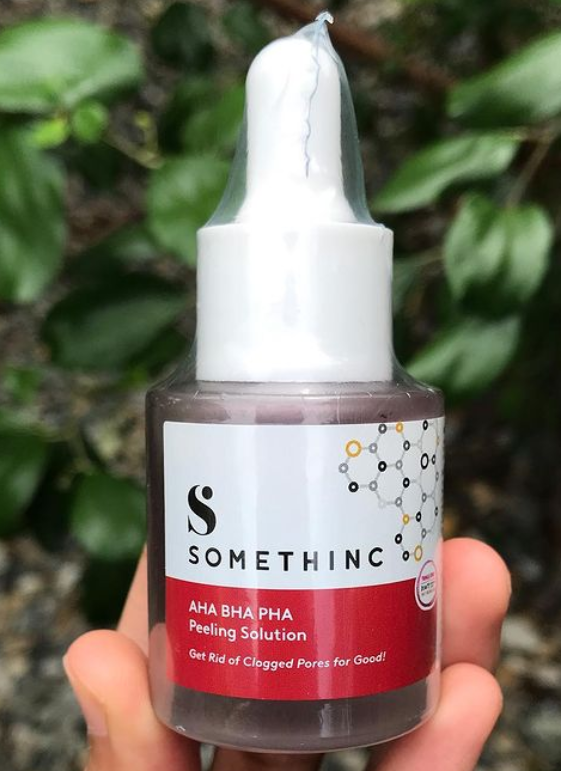 S
SOMETHINC
AHA BHA PHA
Peeling Solution
Get Rid of Clogged Pores for Good!